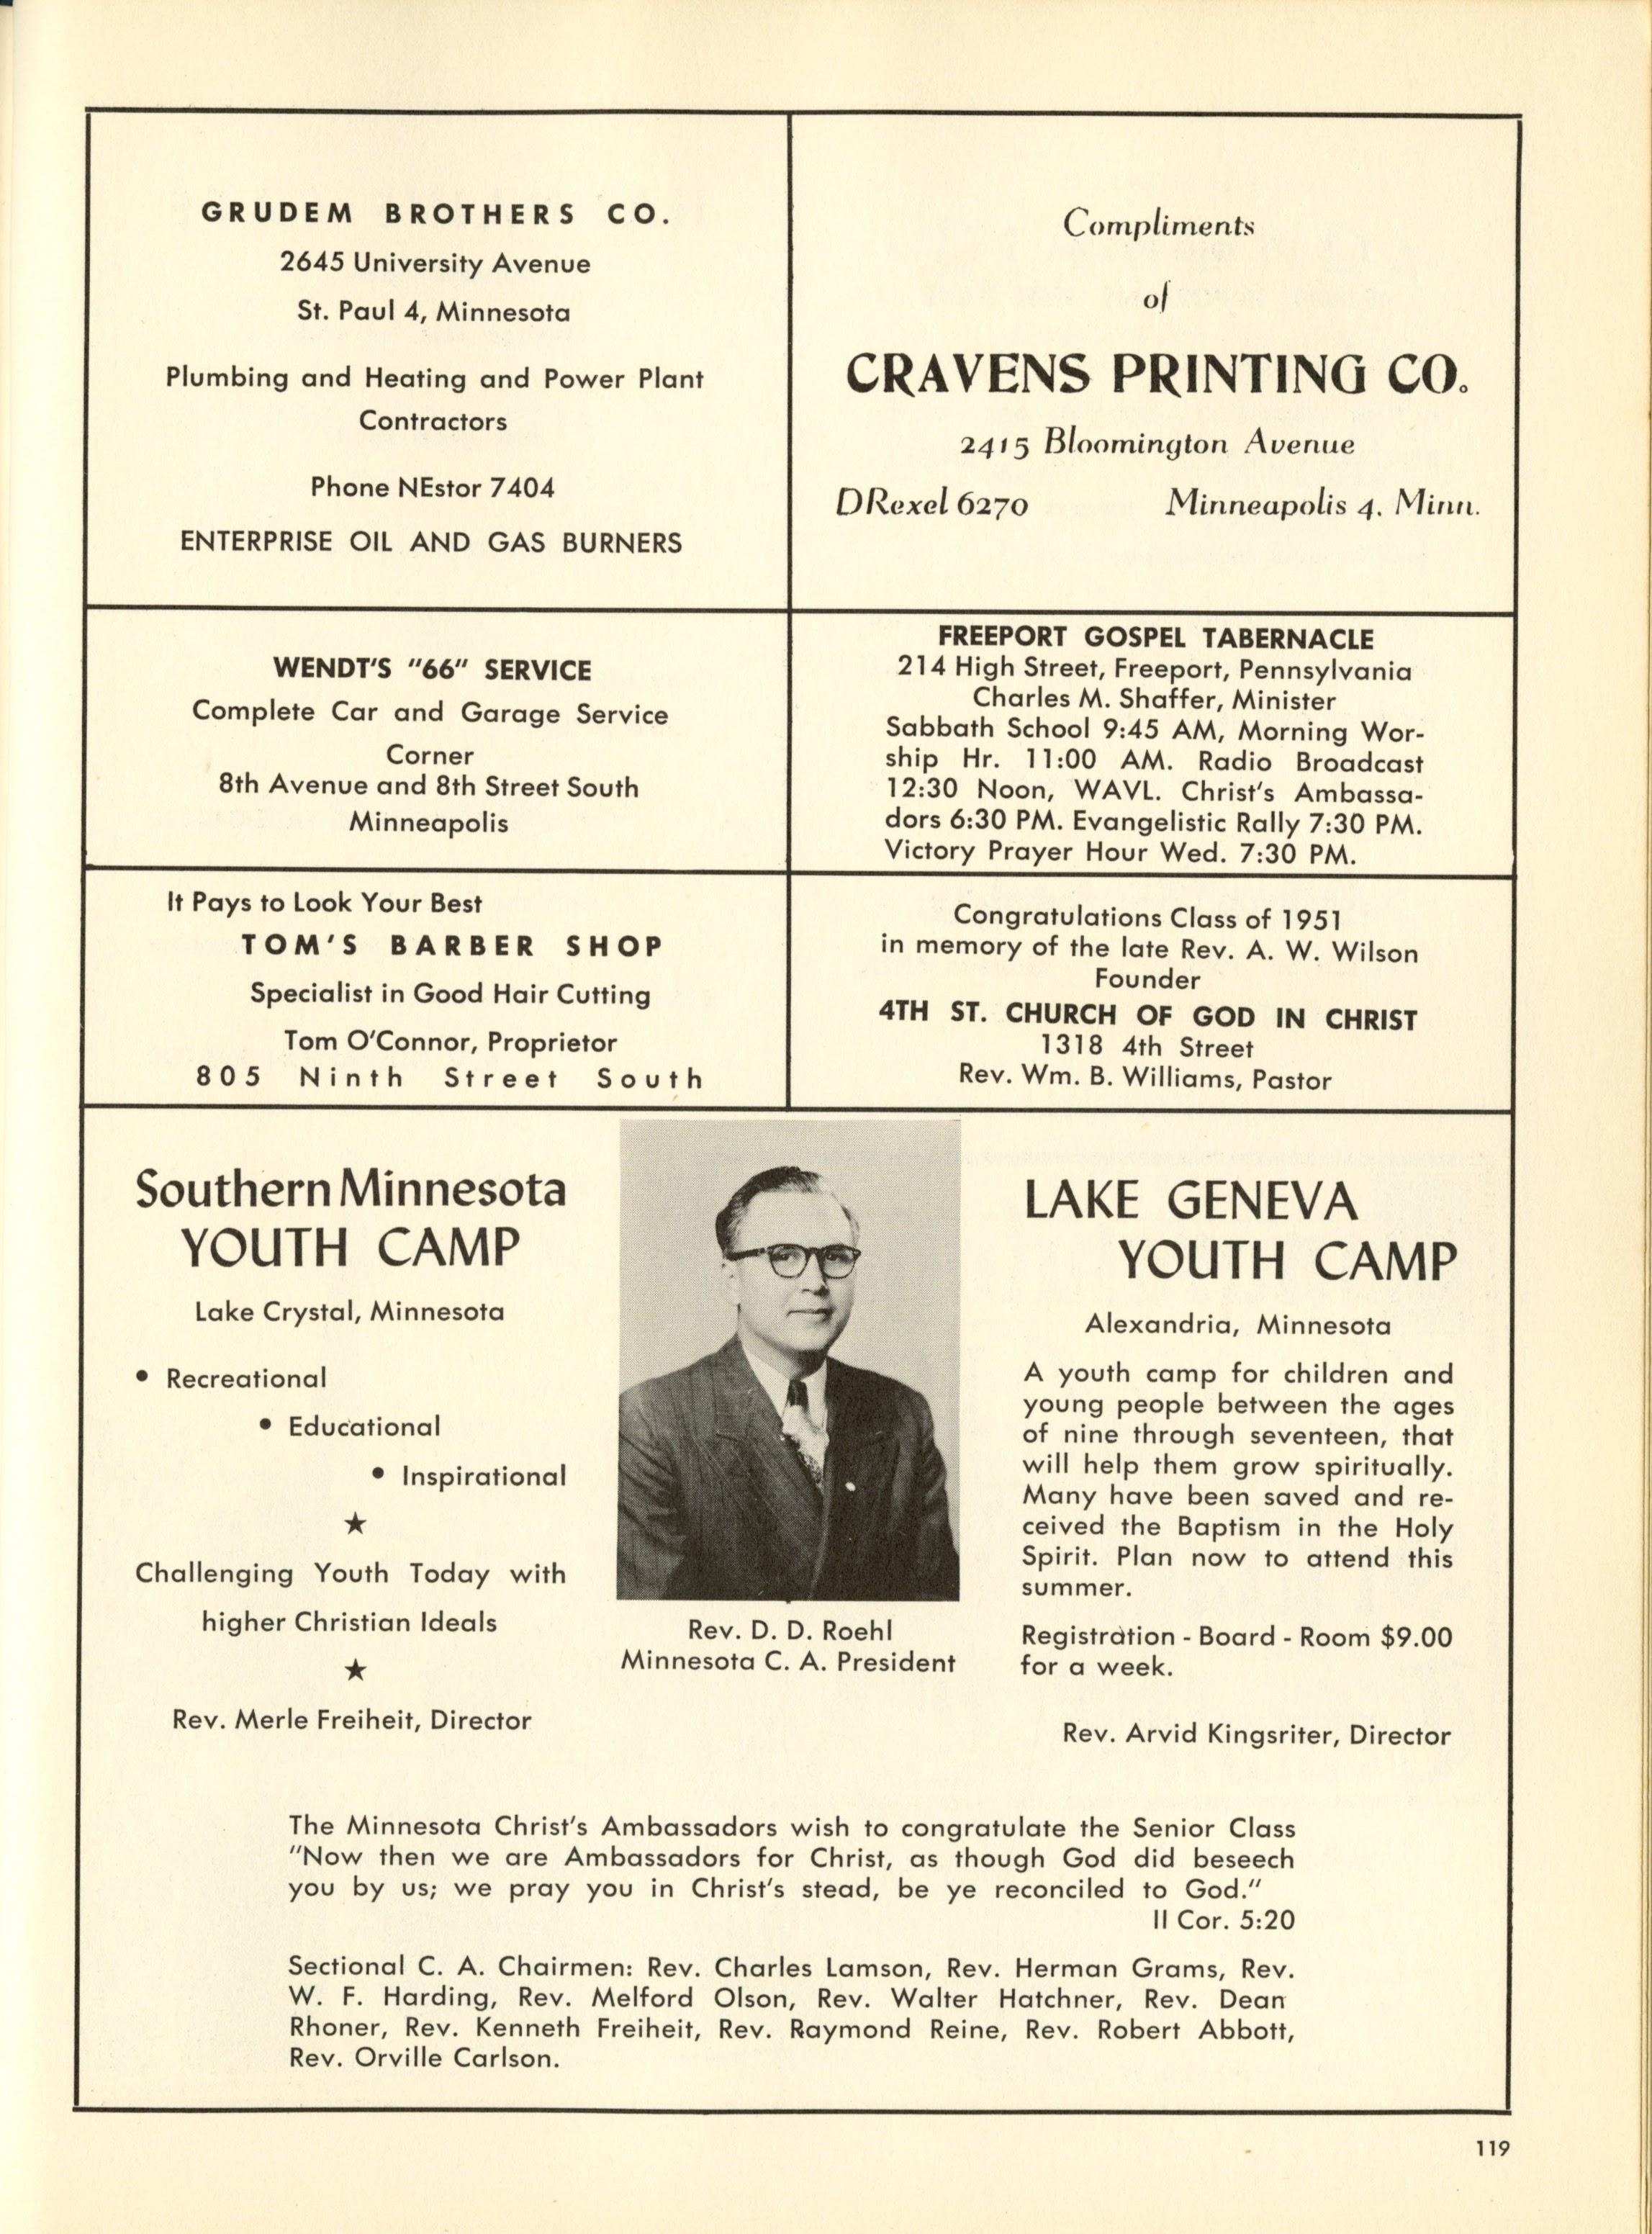 GRUDEM BROTHERS CO.
2645 University Avenue
St. Paul 4, Minnesota
Plumbing and Heating and Power Plant
Contractors
Phone NEstor 7404
ENTERPRISE OIL AND GAS BURNERS
Compliments
of
CRAVENS PRINTING CO.
2415 Bloomington Avenue
DRexel 6270 Minneapolis 4, Minn.
WENDT'S "66" SERVICE
Complete Car and Garage Service
Corner
8th Avenue and 8th Street South
Minneapolis
FREEPORT GOSPEL TABERNACLE
214 High Street, Freeport, Pennsylvania
Charles M. Shaffer, Minister
Sabbath School 9:45 AM, Morning Wor-
ship Hr. 11:00 AM. Radio Broadcast
12:30 Noon, WAVL. Christ's Ambassa-
dors 6:30 PM. Evangelistic Rally 7:30 PM.
Victory Prayer Hour Wed. 7:30 PM.
It Pays to Look Your Best
TOM'S BARBER SHOP
Specialist in Good Hair Cutting
Tom O'Connor, Proprietor
805 Ninth Street South
Congratulations Class of 1951
in memory of the late Rev. A. W. Wilson
Founder
4TH ST. CHURCH OF GOD IN CHRIST
1318 4th Street
Rev. Wm. B. Williams, Pastor
Southern Minnesota
YOUTH CAMP
Lake Crystal, Minnesota
• Recreational
• Educational
• Inspirational
★
Challenging Youth Today with
higher Christian Ideals
★
Rev. Merle Freiheit, Director
Rev. D. D. Roehl
Minnesota C. A. President
LAKE GENEVA
YOUTH CAMP
Alexandria, Minnesota
A youth camp for children and
young people between the ages
of nine through seventeen, that
will help them grow spiritually.
Many have been saved and re-
ceived the Baptism in the Holy
Spirit. Plan now to attend this
summer.
Registration - Board - Room $9.00
for a week.
Rev. Arvid Kingsriter, Director
The Minnesota Christ's Ambassadors wish to congratulate the Senior Class
"Now then we are Ambassadors for Christ, as though God did beseech
you by us; we pray you in Christ's stead, be ye reconciled to God."
II Cor. 5:20
Sectional C. A. Chairmen: Rev. Charles Lamson, Rev. Herman Grams, Rev.
W. F. Harding, Rev. Melford Olson, Rev. Walter Hatchner, Rev. Dean
Rhoner, Rev. Kenneth Freiheit, Rev. Raymond Reine, Rev. Robert Abbott,
Rev. Orville Carlson.
119